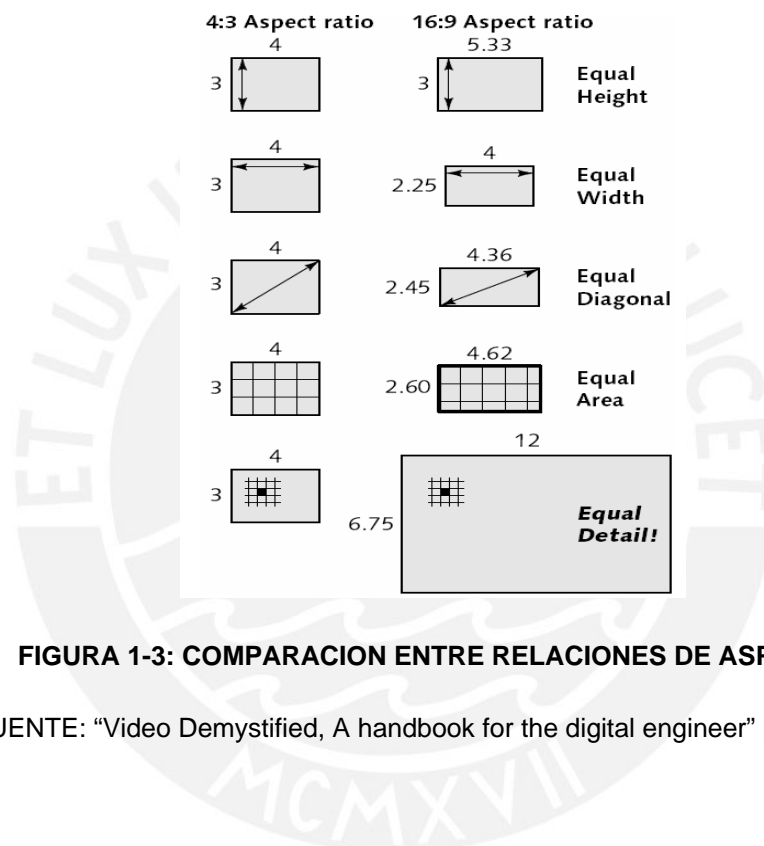 4:3 Aspect ratio 16:9 Aspect ratio
4 5.33
3 3 Equal
Height
4 4
3 2.25 Equal
Width
4 4.36
3 2.45 Equal
Diagonal
4 4.62
3 2.60 Equal
Area
4 12
3 6.75 Equal
Detail!
FIGURA 1-3: COMPARACION ENTRE RELACIONES DE
"Video Demystified, A handbook for the digital engineer"
ET LUX
MCMXVII